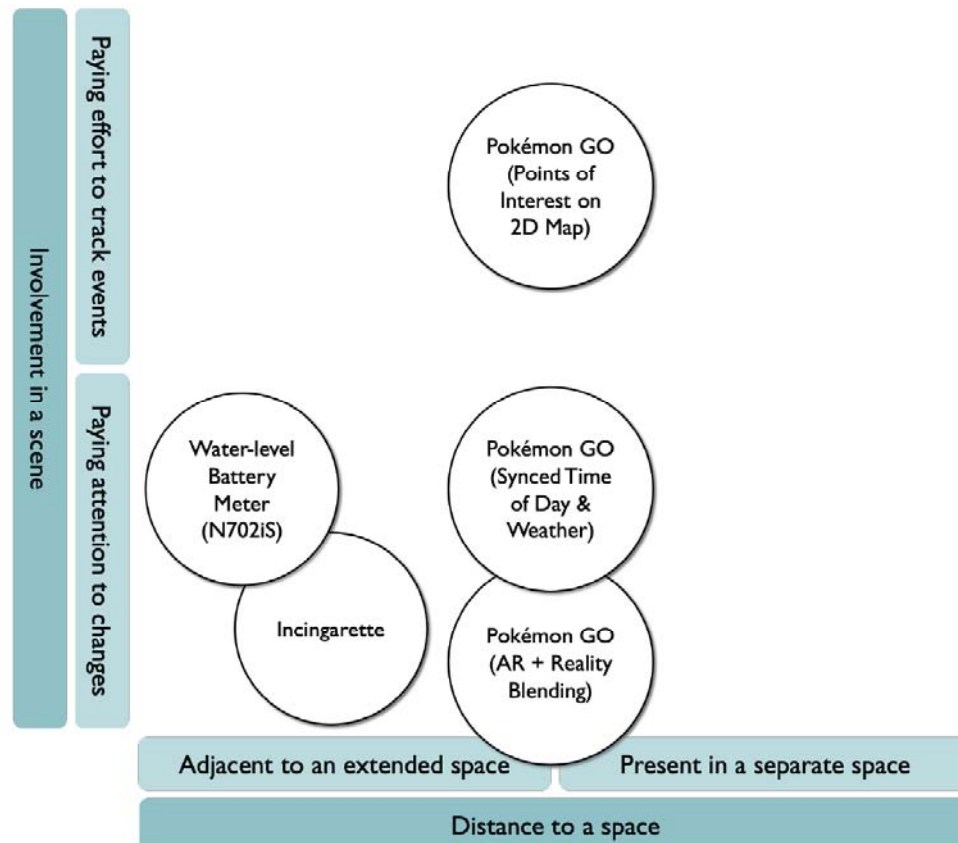 Involvement in a scene
Paying effort to track events
Paying attention to changes
Pokémon GO
(Points of
Interest on
2D Map)
Water-level
Battery
Meter
(N702iS)
Pokémon GO
(Synced Time
of Day &
Weather)
Incingarette
Pokémon GO
(AR + Reality
Blending)
Adjacent to an extended space
Present in a separate space
Distance to a space